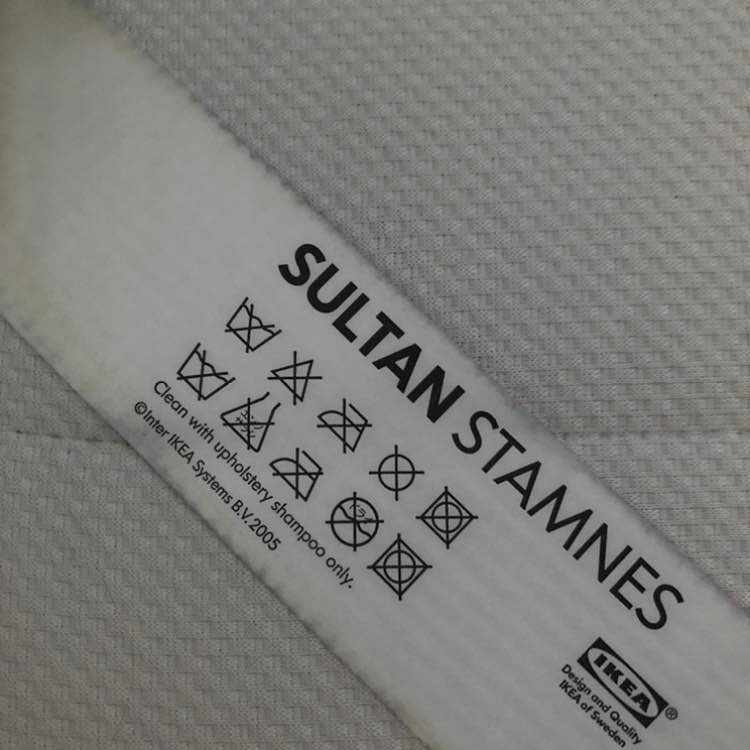 SULTAN STAMNES
Clean with upholstery shampoo only.
©Inter IKEA Systems B.V. 2005
IKEA®
Design and Quality
IKEA of Sweden